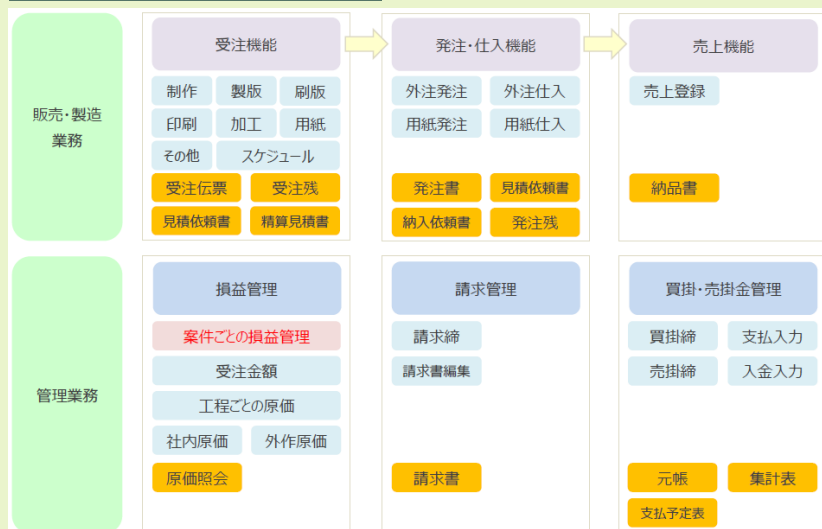 受注機能
発注・仕入機能
売上機能
販売・製造
業務
制作 製版 刷版
印刷 加工 用紙
その他 スケジュール
受注伝票 受注残
見積依頼書 精算見積書
外注発注 外注仕入
用紙発注 用紙仕入
発注書 見積依頼書
納入依頼書 発注残
売上登録
納品書
管理業務
損益管理
案件ごとの損益管理
受注金額
工程ごとの原価
社内原価 外作原価
原価照会
請求管理
請求締
請求書編集
請求書
買掛・売掛金管理
買掛締 支払入力
売掛締 入金入力
元帳 集計表
支払予定表